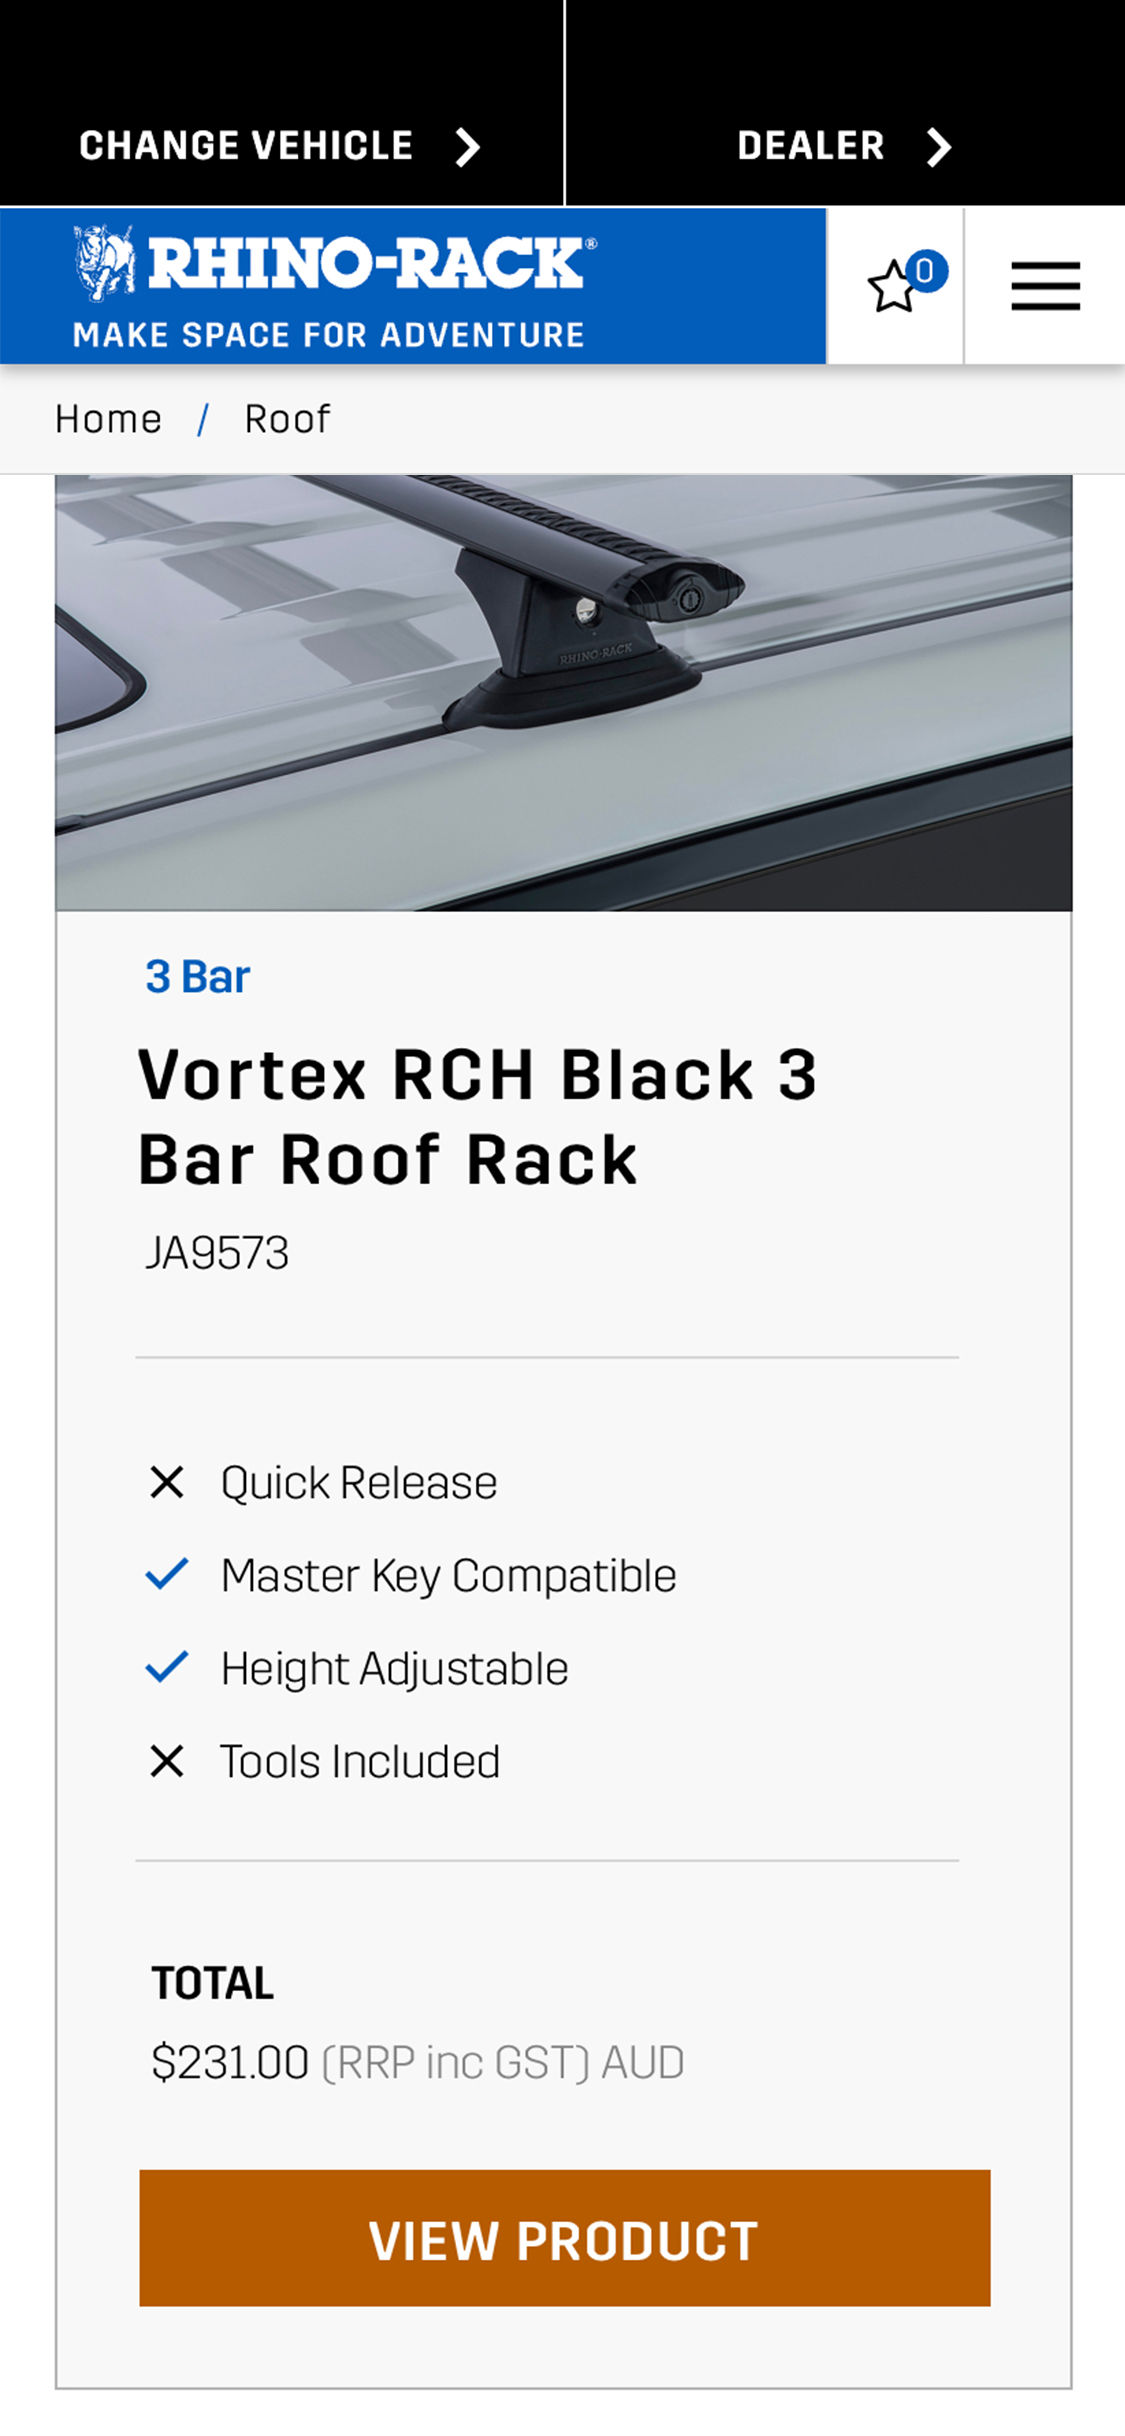 CHANGE VEHICLE
DEALER
RHINO-RACK®
0
MAKE SPACE FOR ADVENTURE
Home / Roof
RHINO-RACK
3 Bar
Vortex RCH Black 3
Bar Roof Rack
JA9573
Quick Release
Master Key Compatible
Height Adjustable
Tools Included
TOTAL
$231.00 (RRP inc GST) AUD
VIEW PRODUCT